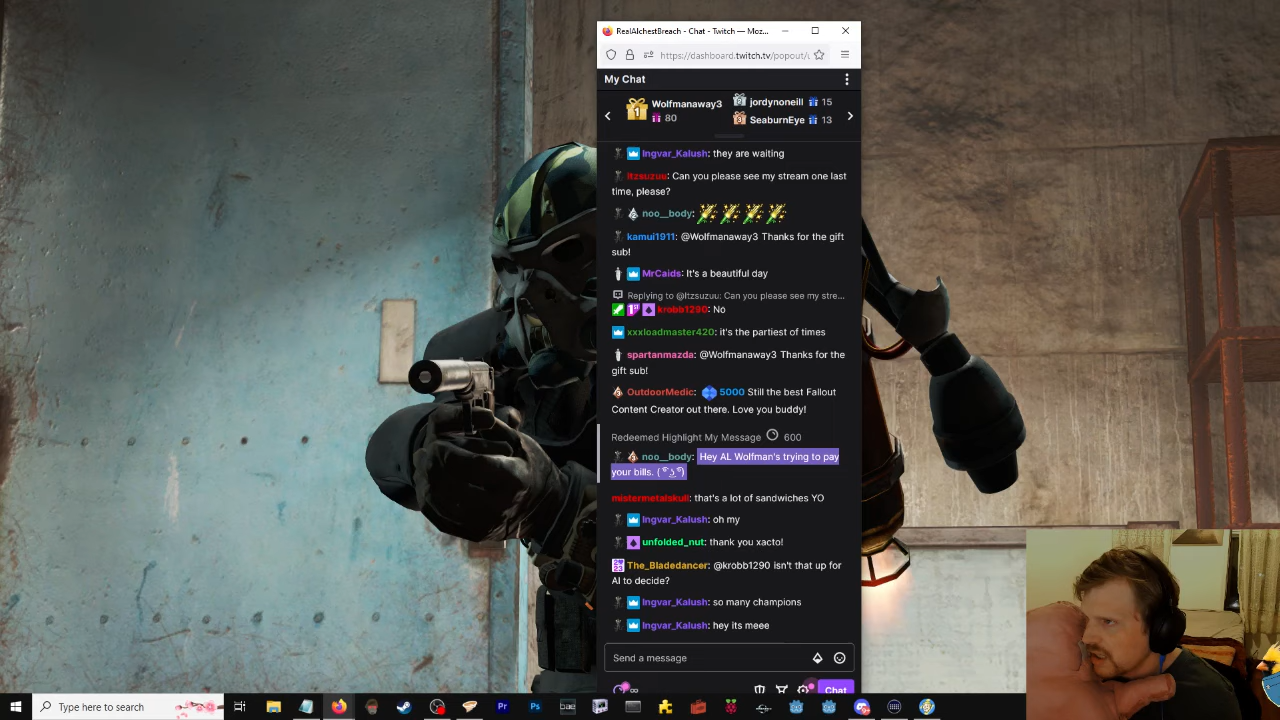 RealAlchestBreach - Chat - Twitch — Moz...
https://dashboard.twitch.tv/popout/u
My Chat
1 Wolfmanaway3
80
jordyneneill 15
SeaburnEye 13
Ingvar_Kalush: they are waiting
Itzsuzuu: Can you please see my stream one last
time, please?
noo__body:
kamui1911: @Wolfmanaway3 Thanks for the gift
sub!
MrCaids: It's a beautiful day
Replying to @Itzsuzuu: Can you please see my stre...
krobb1290: No
xxxloadmaster420: it's the partiest of times
spartanmazda: @Wolfmanaway3 Thanks for the
gift sub!
OutdoorMedic: 5000 Still the best Fallout
Content Creator out there. Love you buddy!
Redeemed Highlight My Message 600
noo__body: Hey AL Wolfman's trying to pay
your bills. ( ͡° ͜ʖ ͡°)
mistermetalskull: that's a lot of sandwiches YO
Ingvar_Kalush: oh my
unfolded_nut: thank you xacto!
The_Bladedancer: @krobb1290 isn't that up for
Al to decide?
Ingvar_Kalush: so many champions
Ingvar_Kalush: hey its meee
Send a message
Chat
Type here to search
Pr
Ps
bae